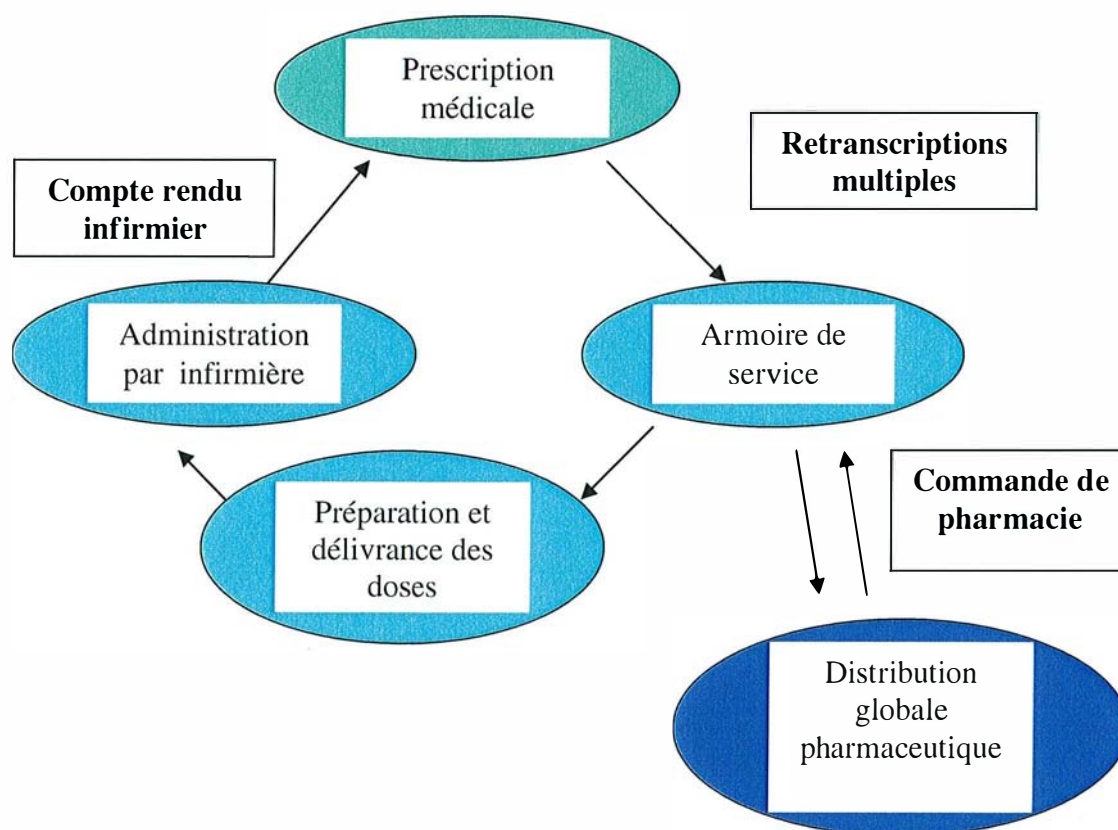 Prescription
médicale
Retranscriptions
multiples
Compte rendu
infirmier
Administration
par infirmière
Armoire de
service
Préparation et
délivrance des
doses
Commande de
pharmacie
Distribution
globale
pharmaceutique